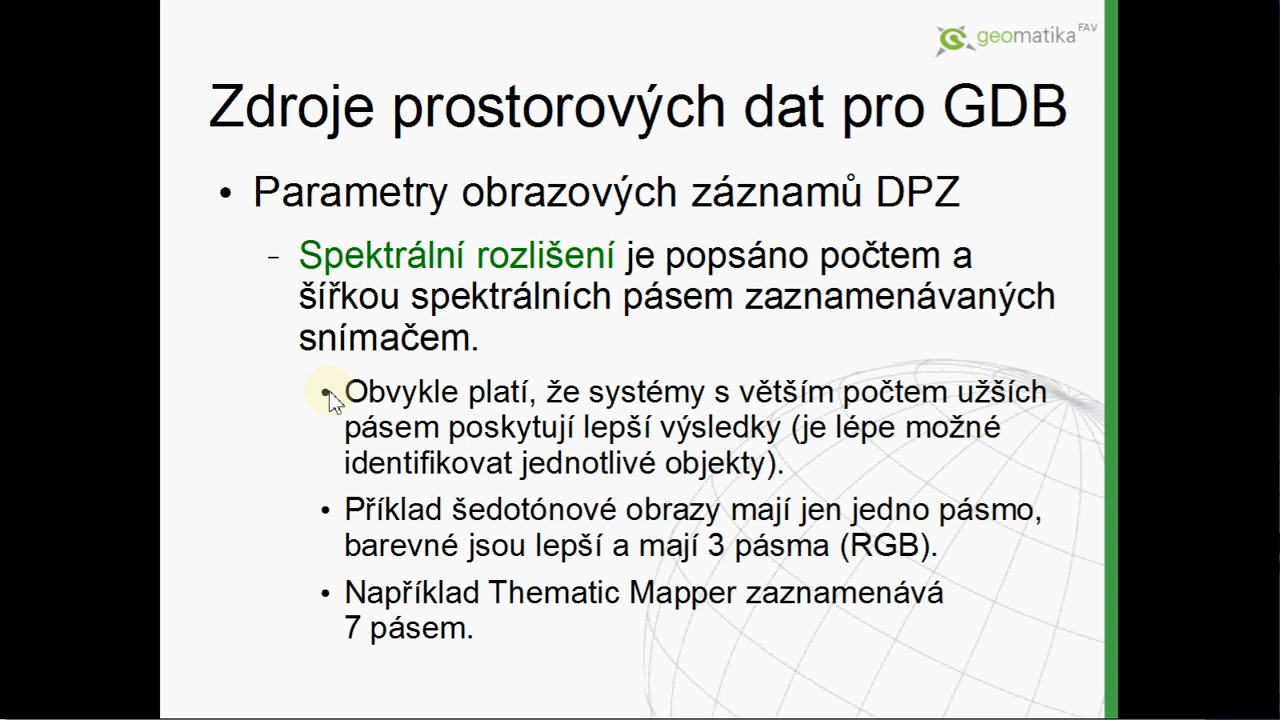 geomatika FAV
Zdroje prostorových dat pro GDB
• Parametry obrazových záznamů DPZ
– Spektrální rozlišení je popsáno počtem a
šířkou spektrálních pásem zaznamenávaných
snímačem.
• Obvykle platí, že systémy s větším počtem užších
pásem poskytují lepší výsledky (je lépe možné
identifikovat jednotlivé objekty).
• Příklad šedotónové obrazy mají jen jedno pásmo,
barevné jsou lepší a mají 3 pásma (RGB).
• Například Thematic Mapper zaznamenává
7 pásem.